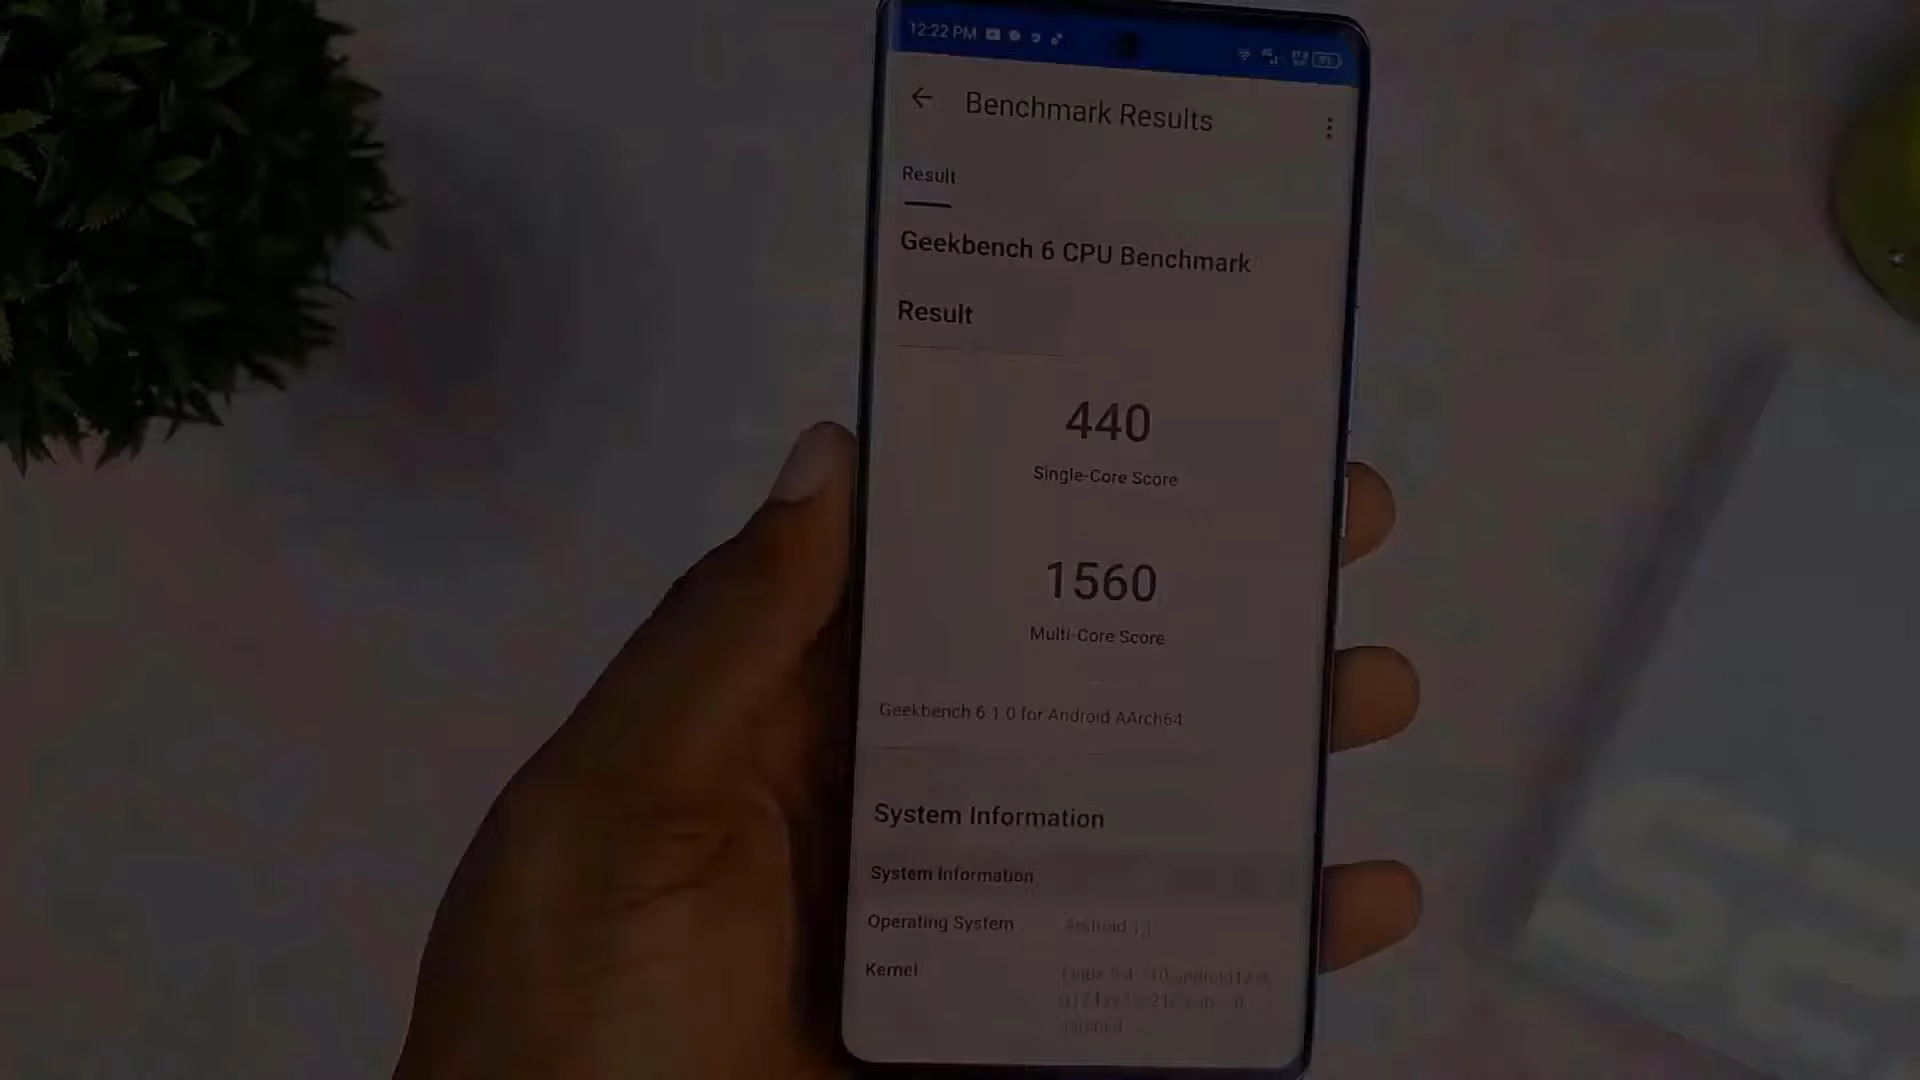 12:22 PM
Benchmark Results
Result
Geekbench 6 CPU Benchmark
Result
440
Single-Core Score
1560
Multi-Core Score
Geekbench 6.1.0 for Android AArch64
System Information
System Information
Operating System
Android
Kernel